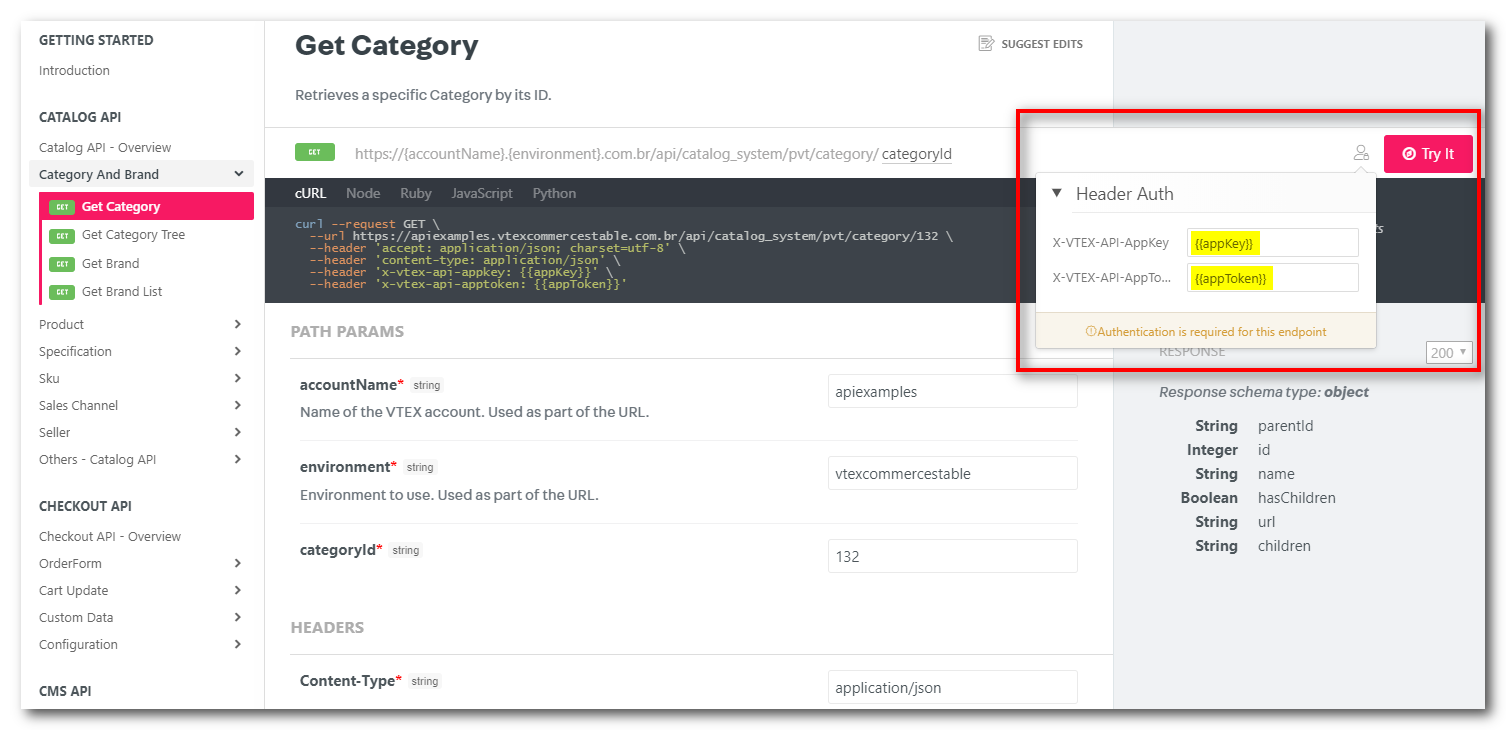 GETTING STARTED
Introduction
CATALOG API
Catalog API - Overview
Category And Brand
GET Get Category
GET Get Category Tree
GET Get Brand
GET Get Brand List
Product
Specification
Sku
Sales Channel
Seller
Others - Catalog API
CHECKOUT API
Checkout API - Overview
OrderForm
Cart Update
Custom Data
Configuration
CMS API
Get Category
SUGGEST EDITS
Retrieves a specific Category by its ID.
GET https://{accountName}.{environment}.com.br/api/catalog_system/pvt/category/ categoryId
Try It
cURL Node Ruby JavaScript Python
curl --request GET \
--url https://apiexamples.vtexcommercestable.com.br/api/catalog_system/pvt/category/132 \
--header 'accept: application/json; charset=utf-8' \
--header 'content-type: application/json' \
--header 'x-vtex-api-appkey: {{appKey}}' \
--header 'x-vtex-api-apptoken: {{appToken}}'
Header Auth
X-VTEX-API-AppKey {{appKey}}
X-VTEX-API-AppTo... {{appToken}}
Authentication is required for this endpoint
PATH PARAMS
accountName* string
Name of the VTEX account. Used as part of the URL.
apiexamples
environment* string
Environment to use. Used as part of the URL.
vtexcommercestable
categoryId* string
132
HEADERS
Content-Type* string
application/json
RESPONSE
200
Response schema type: object
String parentId
Integer id
String name
Boolean hasChildren
String url
String children